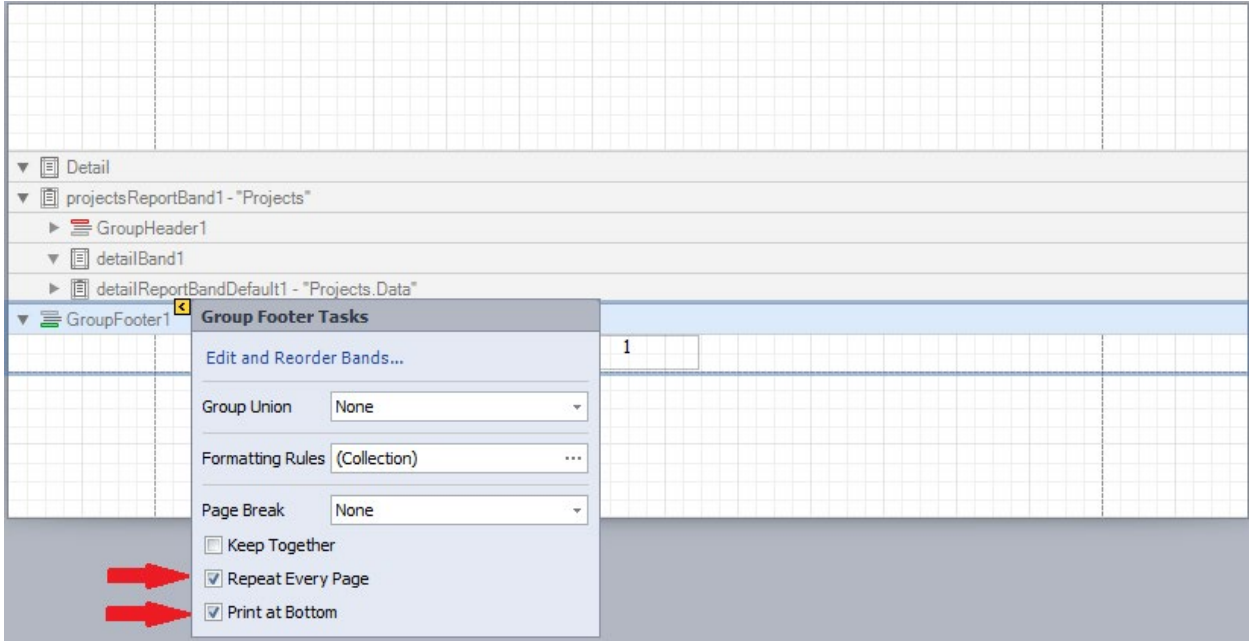 Detail
projectsReportBand1 - "Projects"
GroupHeader1
detailBand1
detailReportBandDefault1 - "Projects.Data"
GroupFooter1
Group Footer Tasks
1
Edit and Reorder Bands...
Group Union None
Formatting Rules (Collection) ...
Page Break None
Keep Together
Repeat Every Page
Print at Bottom